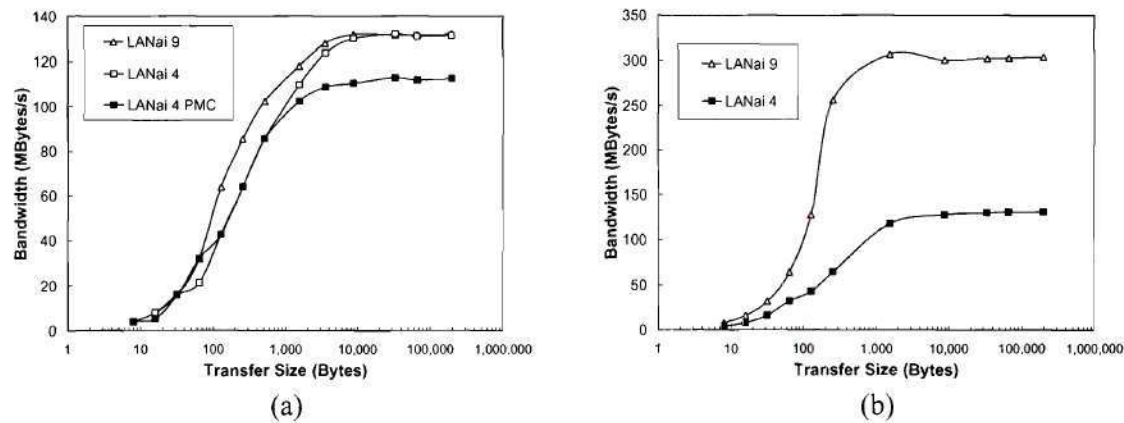 140
120
100
80
60
40
20
0
Bandwidth (MBytes/s)
LANai 9
LANai 4
LANai 4 PMC
1 10 100 1,000 10,000 100,000 1,000,000
Transfer Size (Bytes)
(a)
350
300
250
200
150
100
50
0
Bandwidth (MBytes/s)
LANai 9
LANai 4
1 10 100 1,000 10,000 100,000 1,000,000
Transfer Size (Bytes)
(b)